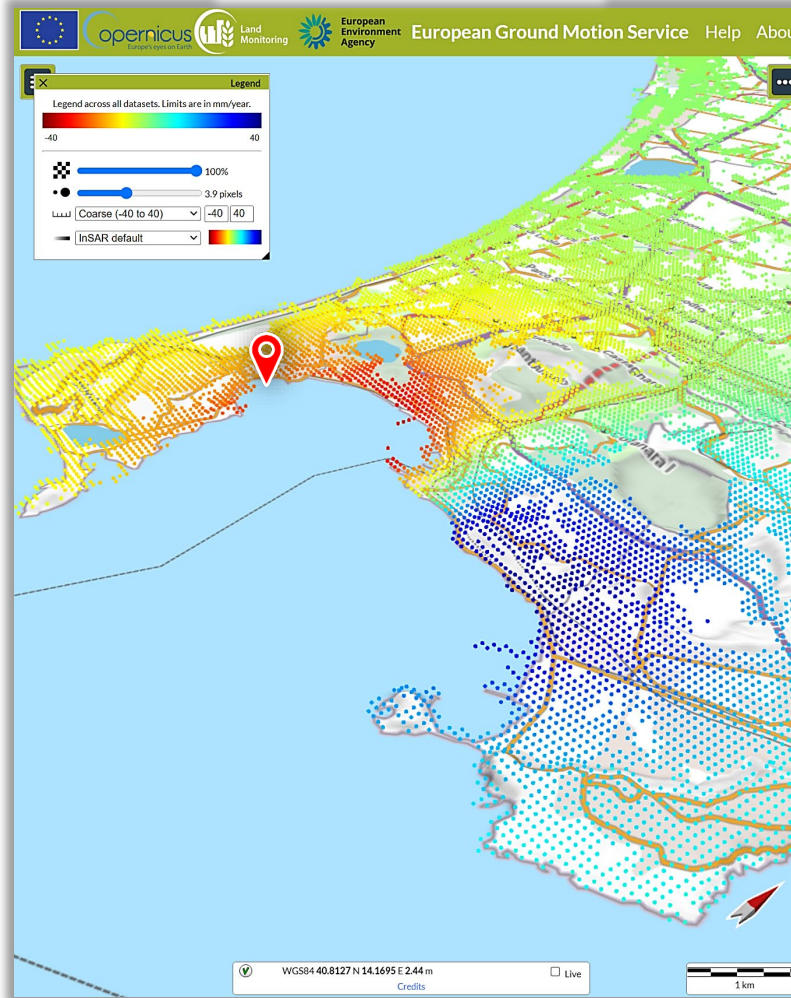 Copernicus
Europe's eyes on Earth
Land
Monitoring
European
Environment
Agency
European Ground Motion Service Help Abou
Legend
Legend across all datasets. Limits are in mm/year.
-40 40
100%
3.9 pixels
Coarse (-40 to 40) -40 40
InSAR default
WGS84 40.8127 N 14.1695 E 2.44 m
Live
Credits
1 km